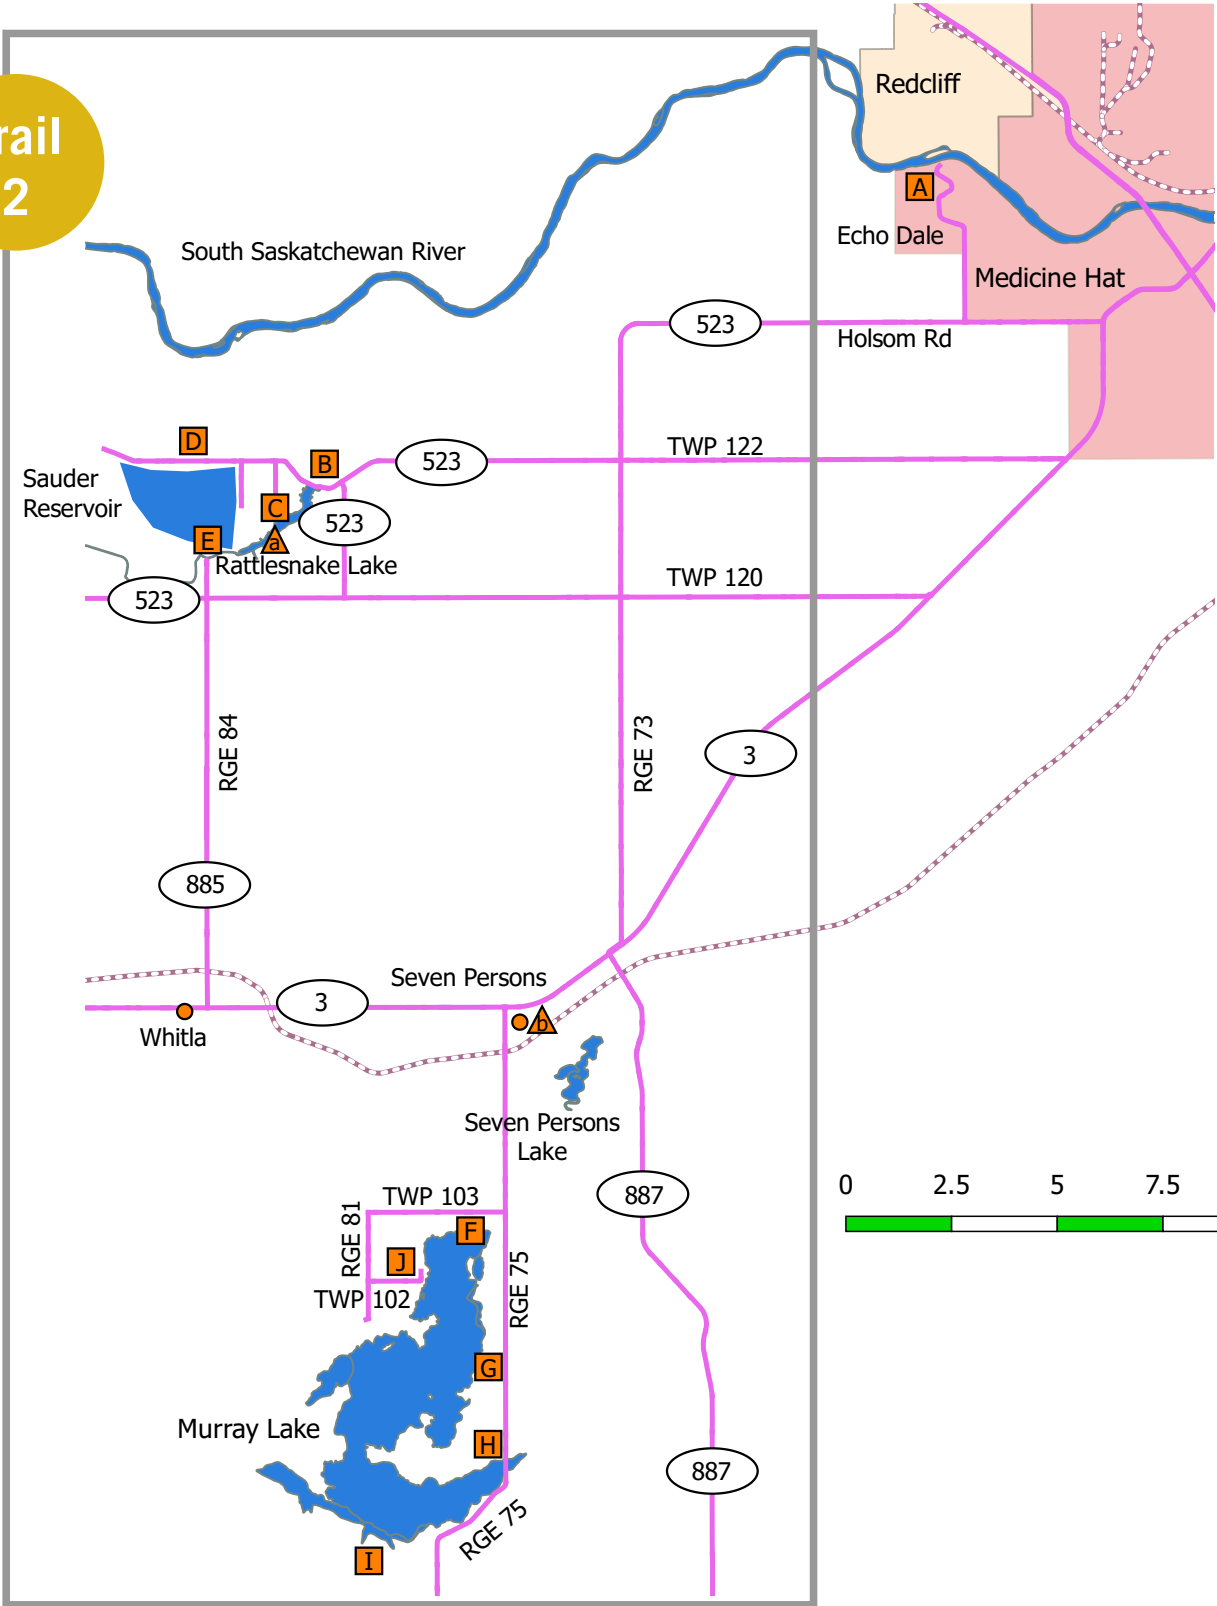 rail
2
Redcliff
A
Echo Dale
South Saskatchewan River
Medicine Hat
523
Holsom Rd
D
B
523
TWP 122
Sauder
Reservoir
C
523
E
a
Rattlesnake Lake
TWP 120
523
RGE 84
RGE 73
3
885
Seven Persons
3
b
Whitla
Seven Persons
Lake
0 2.5 5 7.5
887
TWP 103
RGE 81
F
J
RGE 75
TWP 102
G
Murray Lake
H
887
RGE 75
I